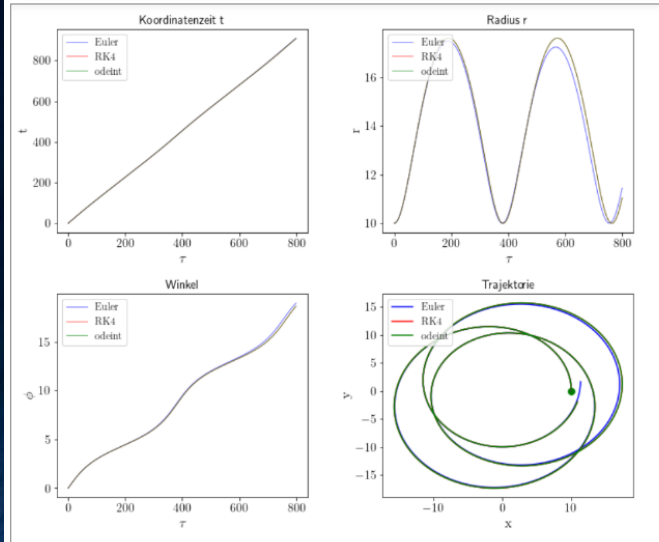 Koordinatenzeit t
Euler
RK4
odeint
t
800
600
400
200
0
0 200 400 600 800
τ
Radius r
Euler
RK4
odeint
r
16
14
12
10
0 200 400 600 800
τ
Winkel
Euler
RK4
odeint
ϕ
15
10
5
0
0 200 400 600 800
τ
Trajektorie
Euler
RK4
odeint
y
15
10
5
0
−5
−10
−15
−10 0 10
x